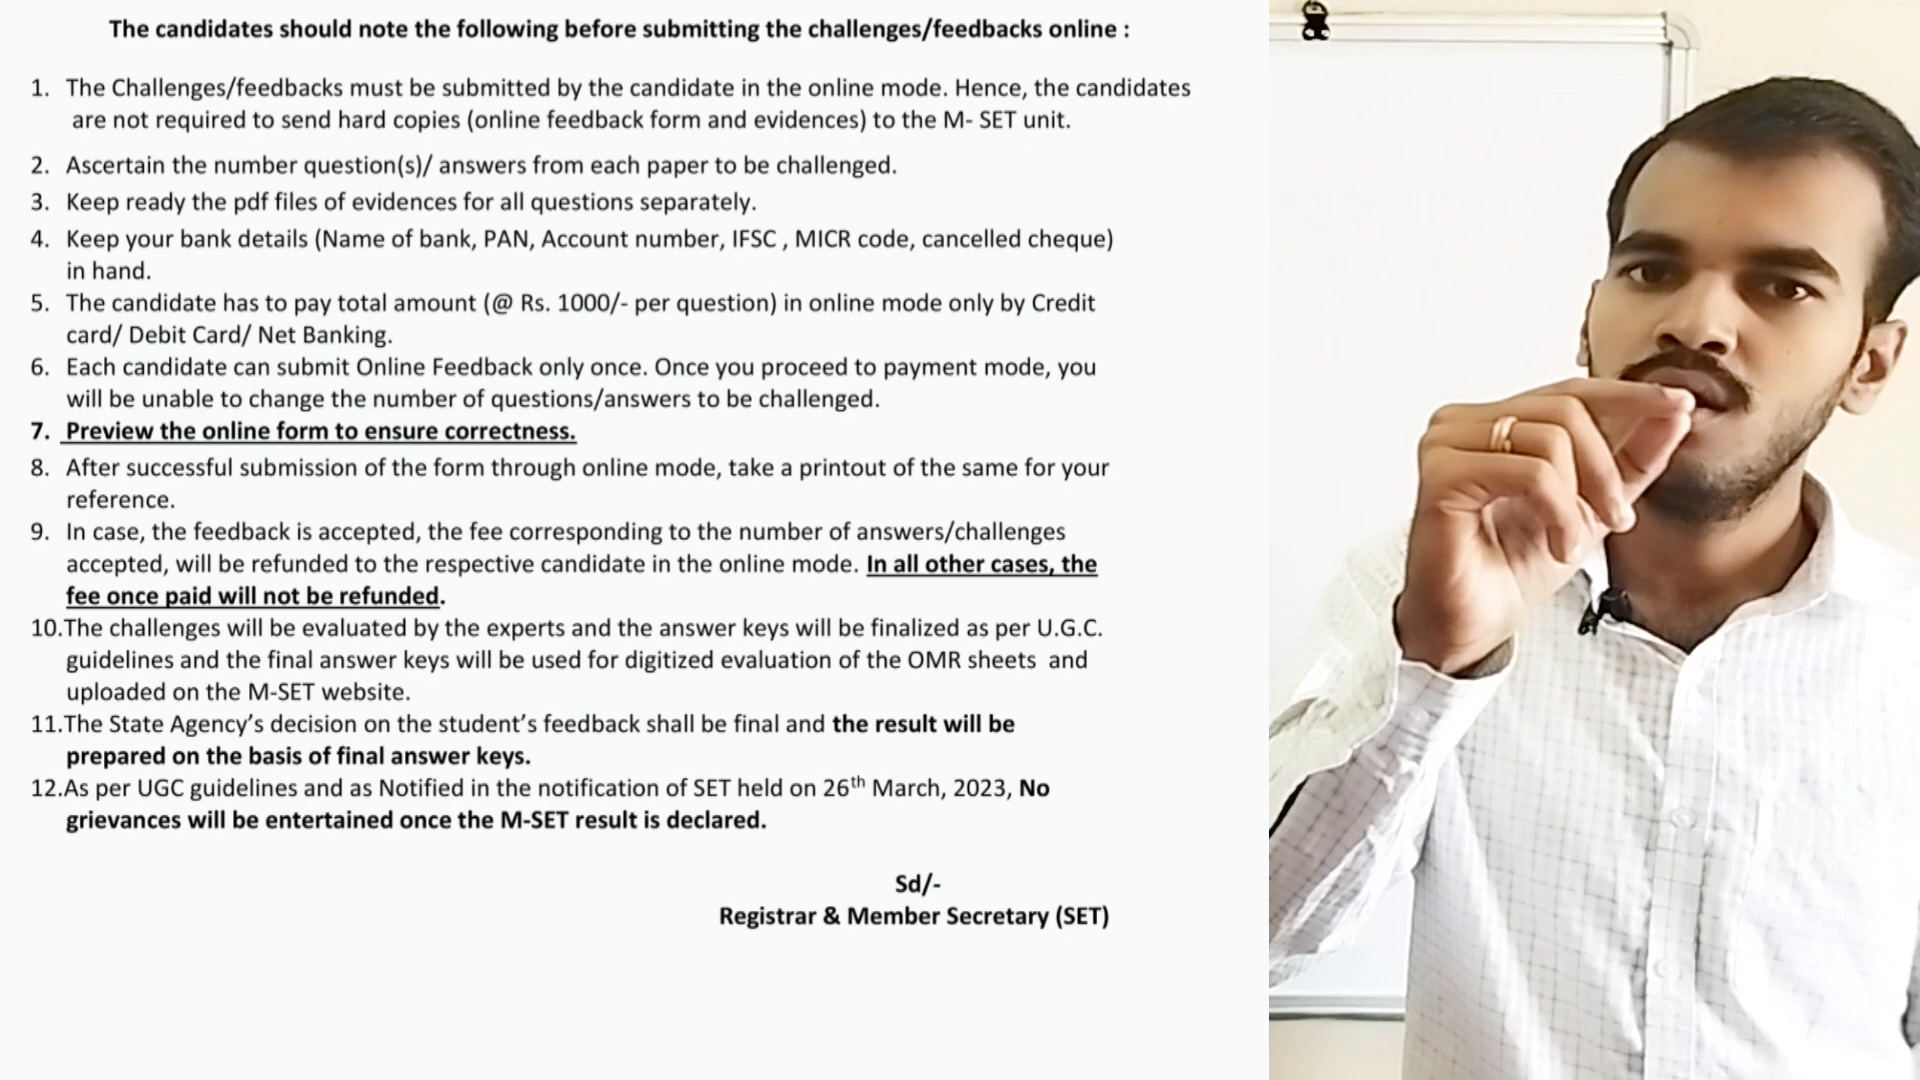 The candidates should note the following before submitting the challenges/feedbacks online :
1. The Challenges/feedbacks must be submitted by the candidate in the online mode. Hence, the candidates
are not required to send hard copies (online feedback form and evidences) to the M- SET unit.
2. Ascertain the number question(s)/ answers from each paper to be challenged.
3. Keep ready the pdf files of evidences for all questions separately.
4. Keep your bank details (Name of bank, PAN, Account number, IFSC , MICR code, cancelled cheque)
in hand.
5. The candidate has to pay total amount (@ Rs. 1000/- per question) in online mode only by Credit
card/ Debit Card/ Net Banking.
6. Each candidate can submit Online Feedback only once. Once you proceed to payment mode, you
will be unable to change the number of questions/answers to be challenged.
7. Preview the online form to ensure correctness.
8. After successful submission of the form through online mode, take a printout of the same for your
reference.
9. In case, the feedback is accepted, the fee corresponding to the number of answers/challenges
accepted, will be refunded to the respective candidate in the online mode. In all other cases, the
fee once paid will not be refunded.
10.The challenges will be evaluated by the experts and the answer keys will be finalized as per U.G.C.
guidelines and the final answer keys will be used for digitized evaluation of the OMR sheets and
uploaded on the M-SET website.
11.The State Agency’s decision on the student’s feedback shall be final and the result will be
prepared on the basis of final answer keys.
12.As per UGC guidelines and as Notified in the notification of SET held on 26th March, 2023, No
grievances will be entertained once the M-SET result is declared.
Sd/-
Registrar & Member Secretary (SET)